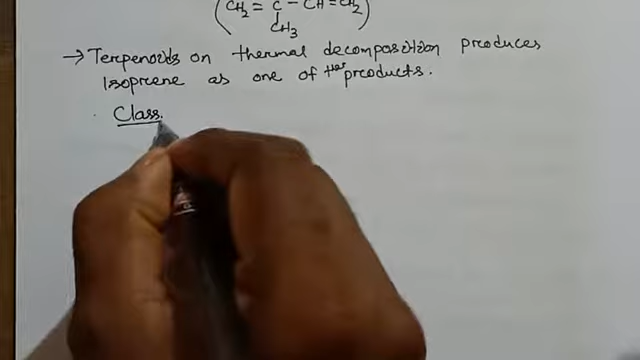 (CH2 = C - CH = CH2)
CH3
→ Terpenoids on thermal decomposition produces
Isoprene as one of the products.
Class.